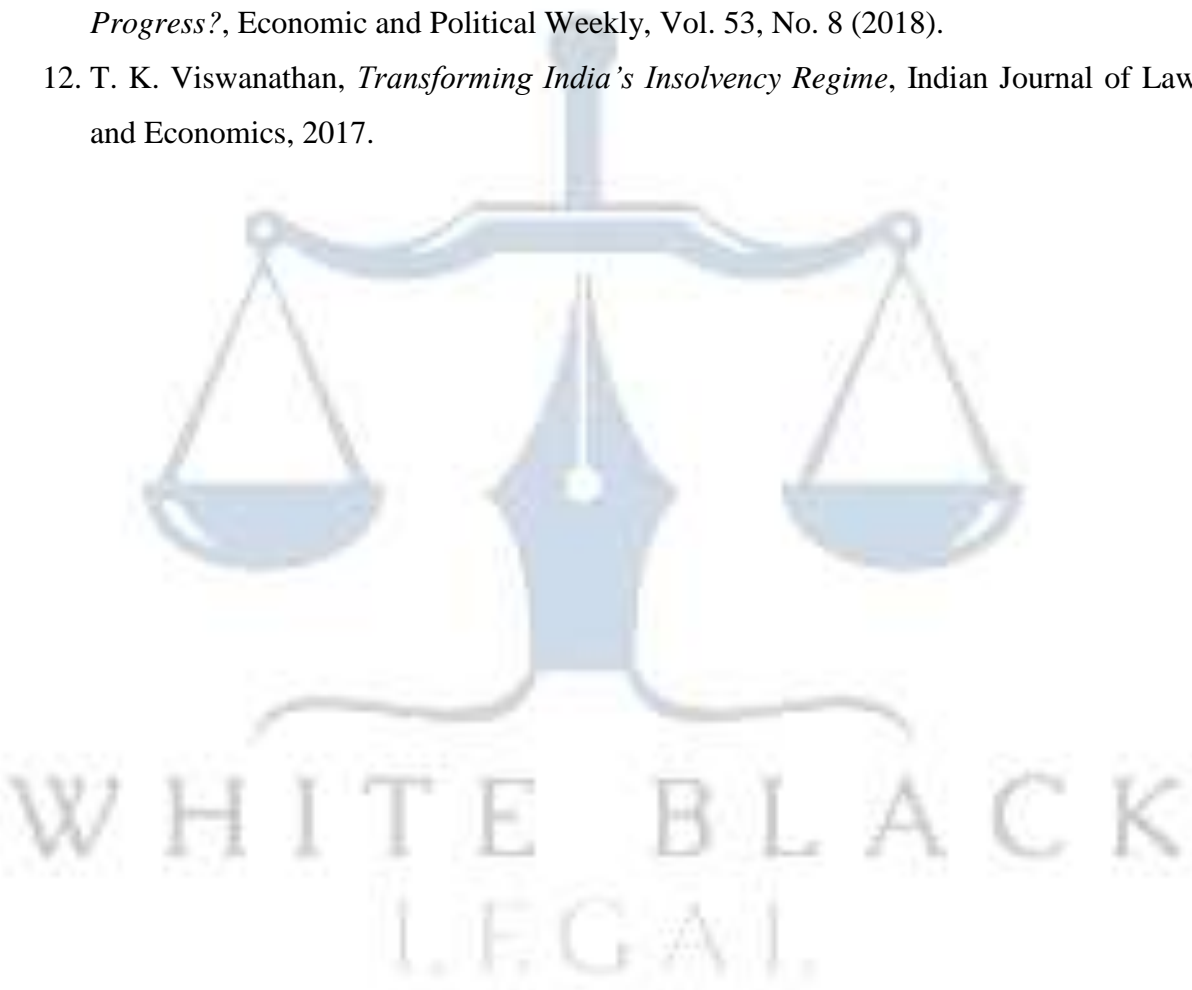 Progress?, Economic and Political Weekly, Vol. 53, No. 8 (2018).
12. T. K. Viswanathan, Transforming India’s Insolvency Regime, Indian Journal of Law
and Economics, 2017.
WHITE BLACK
LEGAL